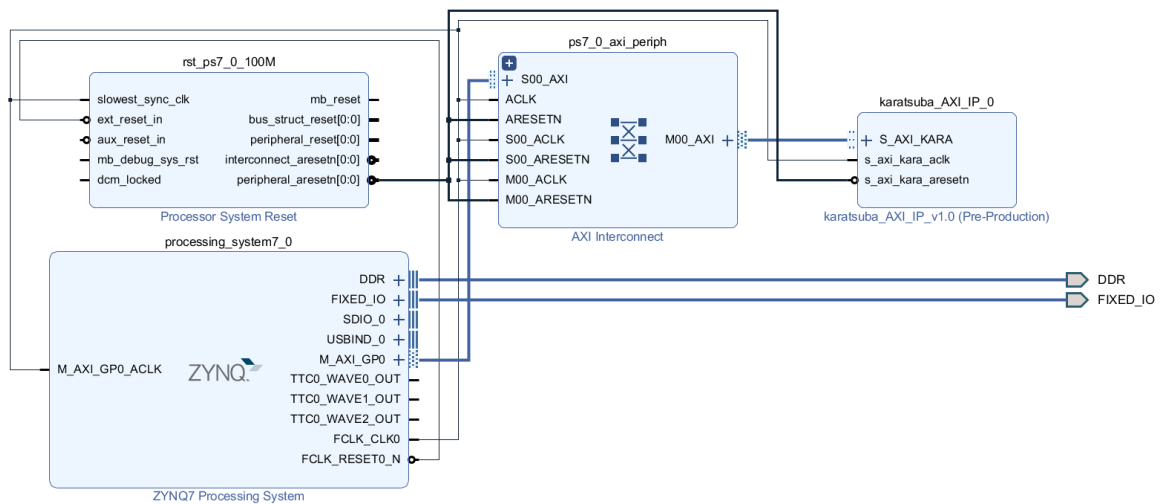 ps7_0_axi_periph
rst_ps7_0_100M
slowest_sync_clk
ext_reset_in
aux_reset_in
mb_debug_sys_rst
dcm_locked
mb_reset
bus_struct_reset[0:0]
peripheral_reset[0:0]
interconnect_aresetn[0:0]
peripheral_aresetn[0:0]
Processor System Reset
S00_AXI
ACLK
ARESETN
S00_ACLK
S00_ARESETN
M00_ACLK
M00_ARESETN
M00_AXI
AXI Interconnect
karatsuba_AXI_IP_0
S_AXI_KARA
s_axi_kara_aclk
s_axi_kara_aresetn
karatsuba_AXI_IP_v1.0 (Pre-Production)
processing_system7_0
M_AXI_GP0_ACLK
ZYNQ
DDR
FIXED_IO
SDIO_0
USBIND_0
M_AXI_GP0
TTC0_WAVE0_OUT
TTC0_WAVE1_OUT
TTC0_WAVE2_OUT
FCLK_CLK0
FCLK_RESET0_N
ZYNQ7 Processing System
DDR
FIXED_IO